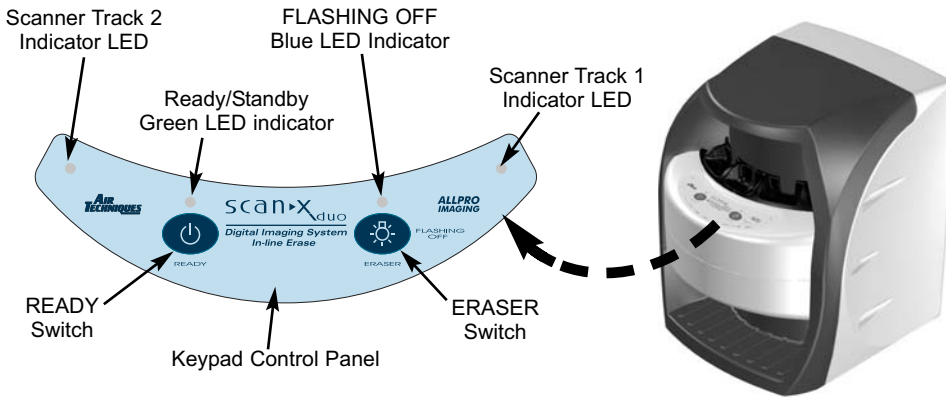 Scanner Track 2
Indicator LED
FLASHING OFF
Blue LED Indicator
Scanner Track 1
Indicator LED
Ready/Standby
Green LED indicator
AIR
TECHNIQUES
scan▸x duo
Digital Imaging System
In-line Erase
ALLPRO
IMAGING
FLASHING
OFF
READY
ERASER
READY
Switch
ERASER
Switch
Keypad Control Panel